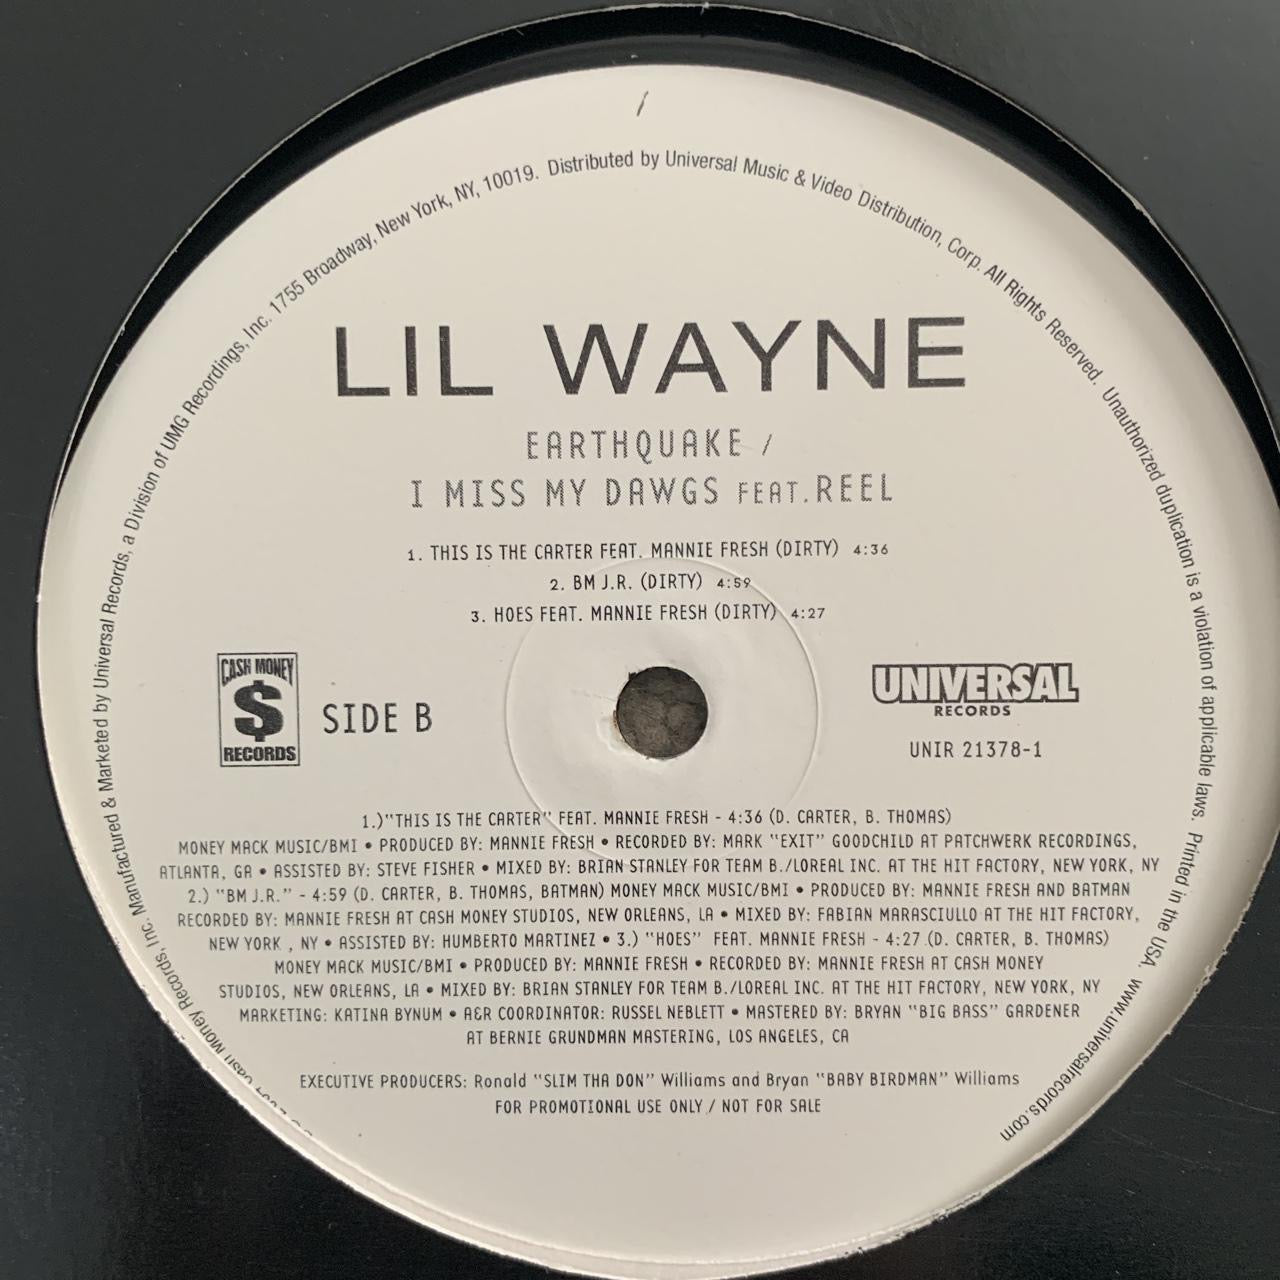 LIL WAYNE
EARTHQUAKE /
I MISS MY DAWGS FEAT. REEL
1. THIS IS THE CARTER FEAT. MANNIE FRESH (DIRTY) 4:36
2. BM J.R. (DIRTY) 4:59
3. HOES FEAT. MANNIE FRESH (DIRTY) 4:27
CASH MONEY
$
RECORDS
SIDE B
UNIVERSAL
RECORDS
UNIR 21378-1
1.)"THIS IS THE CARTER" FEAT. MANNIE FRESH - 4:36 (D. CARTER, B. THOMAS)
MONEY MACK MUSIC/BMI • PRODUCED BY: MANNIE FRESH • RECORDED BY: MARK "EXIT" GOODCHILD AT PATCHWERK RECORDINGS,
ATLANTA, GA • ASSISTED BY: STEVE FISHER • MIXED BY: BRIAN STANLEY FOR TEAM B./LOREAL INC. AT THE HIT FACTORY, NEW YORK, NY
2.) "BM J.R." - 4:59 (D. CARTER, B. THOMAS, BATMAN) MONEY MACK MUSIC/BMI • PRODUCED BY: MANNIE FRESH AND BATMAN
RECORDED BY: MANNIE FRESH AT CASH MONEY STUDIOS, NEW ORLEANS, LA • MIXED BY: FABIAN MARASCIULLO AT THE HIT FACTORY,
NEW YORK , NY • ASSISTED BY: HUMBERTO MARTINEZ • 3.) "HOES" FEAT. MANNIE FRESH - 4:27 (D. CARTER, B. THOMAS)
MONEY MACK MUSIC/BMI • PRODUCED BY: MANNIE FRESH • RECORDED BY: MANNIE FRESH AT CASH MONEY
STUDIOS, NEW ORLEANS, LA • MIXED BY: BRIAN STANLEY FOR TEAM B./LOREAL INC. AT THE HIT FACTORY, NEW YORK, NY
MARKETING: KATINA BYNUM • A&R COORDINATOR: RUSSEL NEBLETT • MASTERED BY: BRYAN "BIG BASS" GARDENER
AT BERNIE GRUNDMAN MASTERING, LOS ANGELES, CA
EXECUTIVE PRODUCERS: Ronald "SLIM THA DON" Williams and Bryan "BABY BIRDMAN" Williams
FOR PROMOTIONAL USE ONLY / NOT FOR SALE
Cash Money Records, Inc. Manufactured & Marketed by Universal Records, a Division of UMG Recordings, Inc. 1755 Broadway, New York, NY, 10019. Distributed by Universal Music & Video Distribution, Corp. All Rights Reserved. Unauthorized duplication is a violation of applicable laws. Printed in the USA. www.universalrecords.com